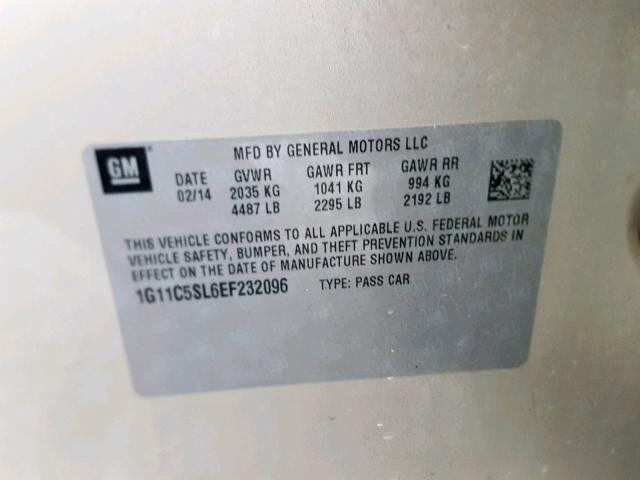 GM
MFD BY GENERAL MOTORS LLC
DATE GVWR GAWR FRT GAWR RR
02/14 2035 KG 1041 KG 994 KG
4487 LB 2295 LB 2192 LB
THIS VEHICLE CONFORMS TO ALL APPLICABLE U.S. FEDERAL MOTOR
VEHICLE SAFETY, BUMPER, AND THEFT PREVENTION STANDARDS IN
EFFECT ON THE DATE OF MANUFACTURE SHOWN ABOVE.
1G11C5SL6EF232096 TYPE: PASS CAR